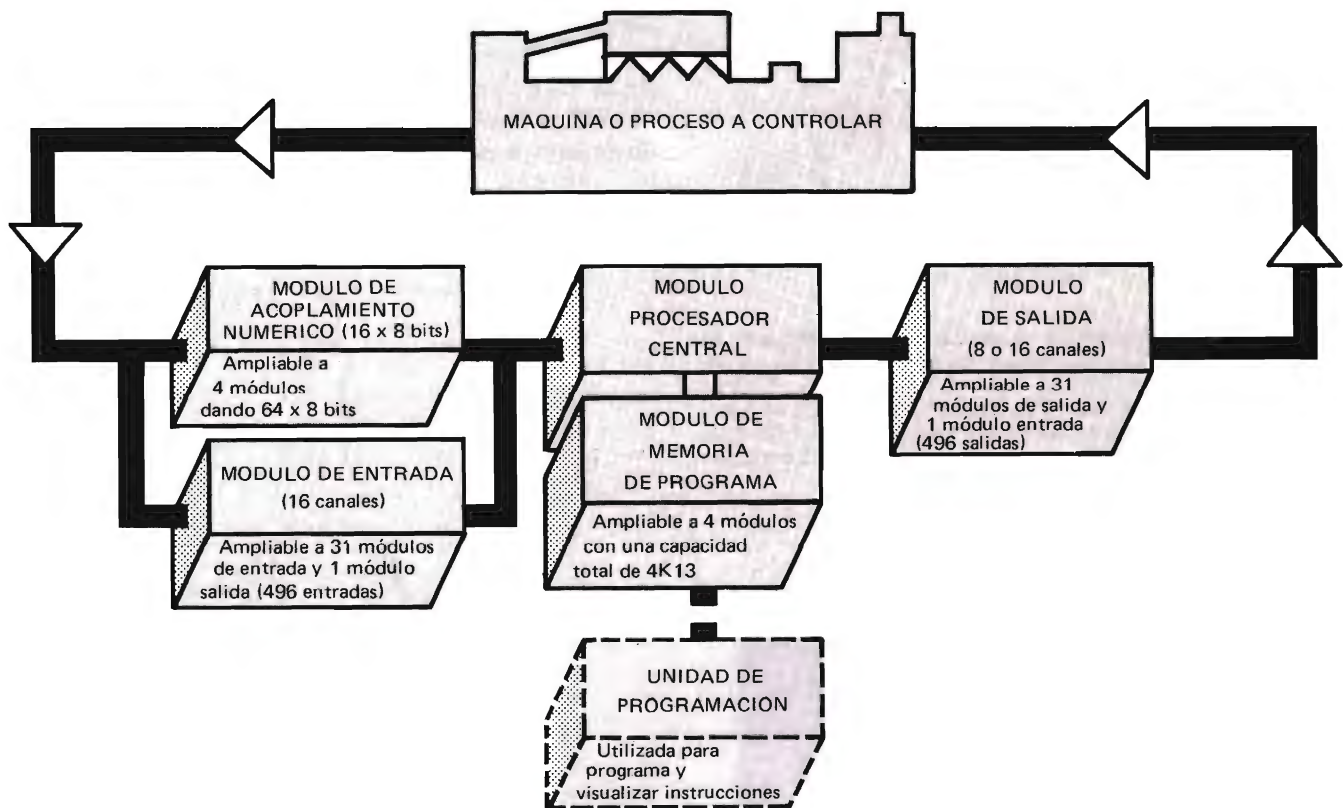 MAQUINA O PROCESO A CONTROLAR
MODULO DE
ACOPLAMIENTO
NUMERICO (16 x 8 bits)
Ampliable a
4 módulos
dando 64 x 8 bits
MODULO DE ENTRADA
(16 canales)
Ampliable a 31 módulos
de entrada y 1 módulo
salida (496 entradas)
MODULO
PROCESADOR
CENTRAL
MODULO DE
MEMORIA
DE PROGRAMA
Ampliable a 4 módulos
con una capacidad
total de 4K13
UNIDAD DE
PROGRAMACION
Utilizada para
programa y
visualizar instrucciones
MODULO
DE SALIDA
(8 o 16 canales)
Ampliable a 31
módulos de salida y
1 módulo entrada
(496 salidas)